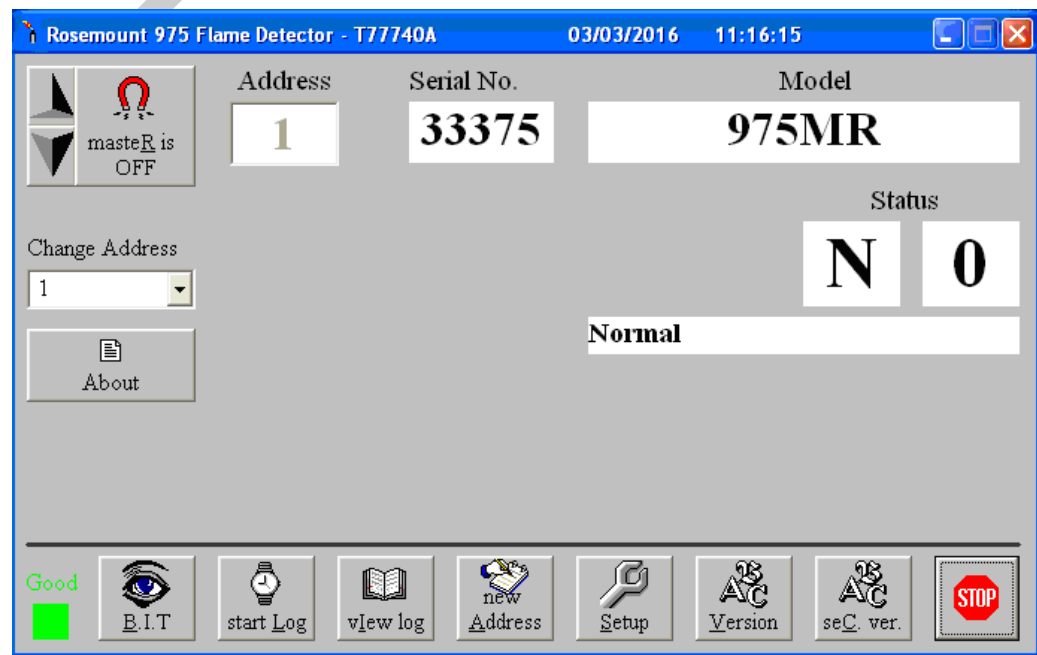 Rosemount 975 Flame Detector - T77740A 03/03/2016 11:16:15
Address Serial No. Model
masteR is
OFF
1 33375 975MR
Status
N 0
Change Address
1
Normal
About
Good
B.I.T
start Log
vIew log
new
Address
Setup
Version
seC. ver.
STOP